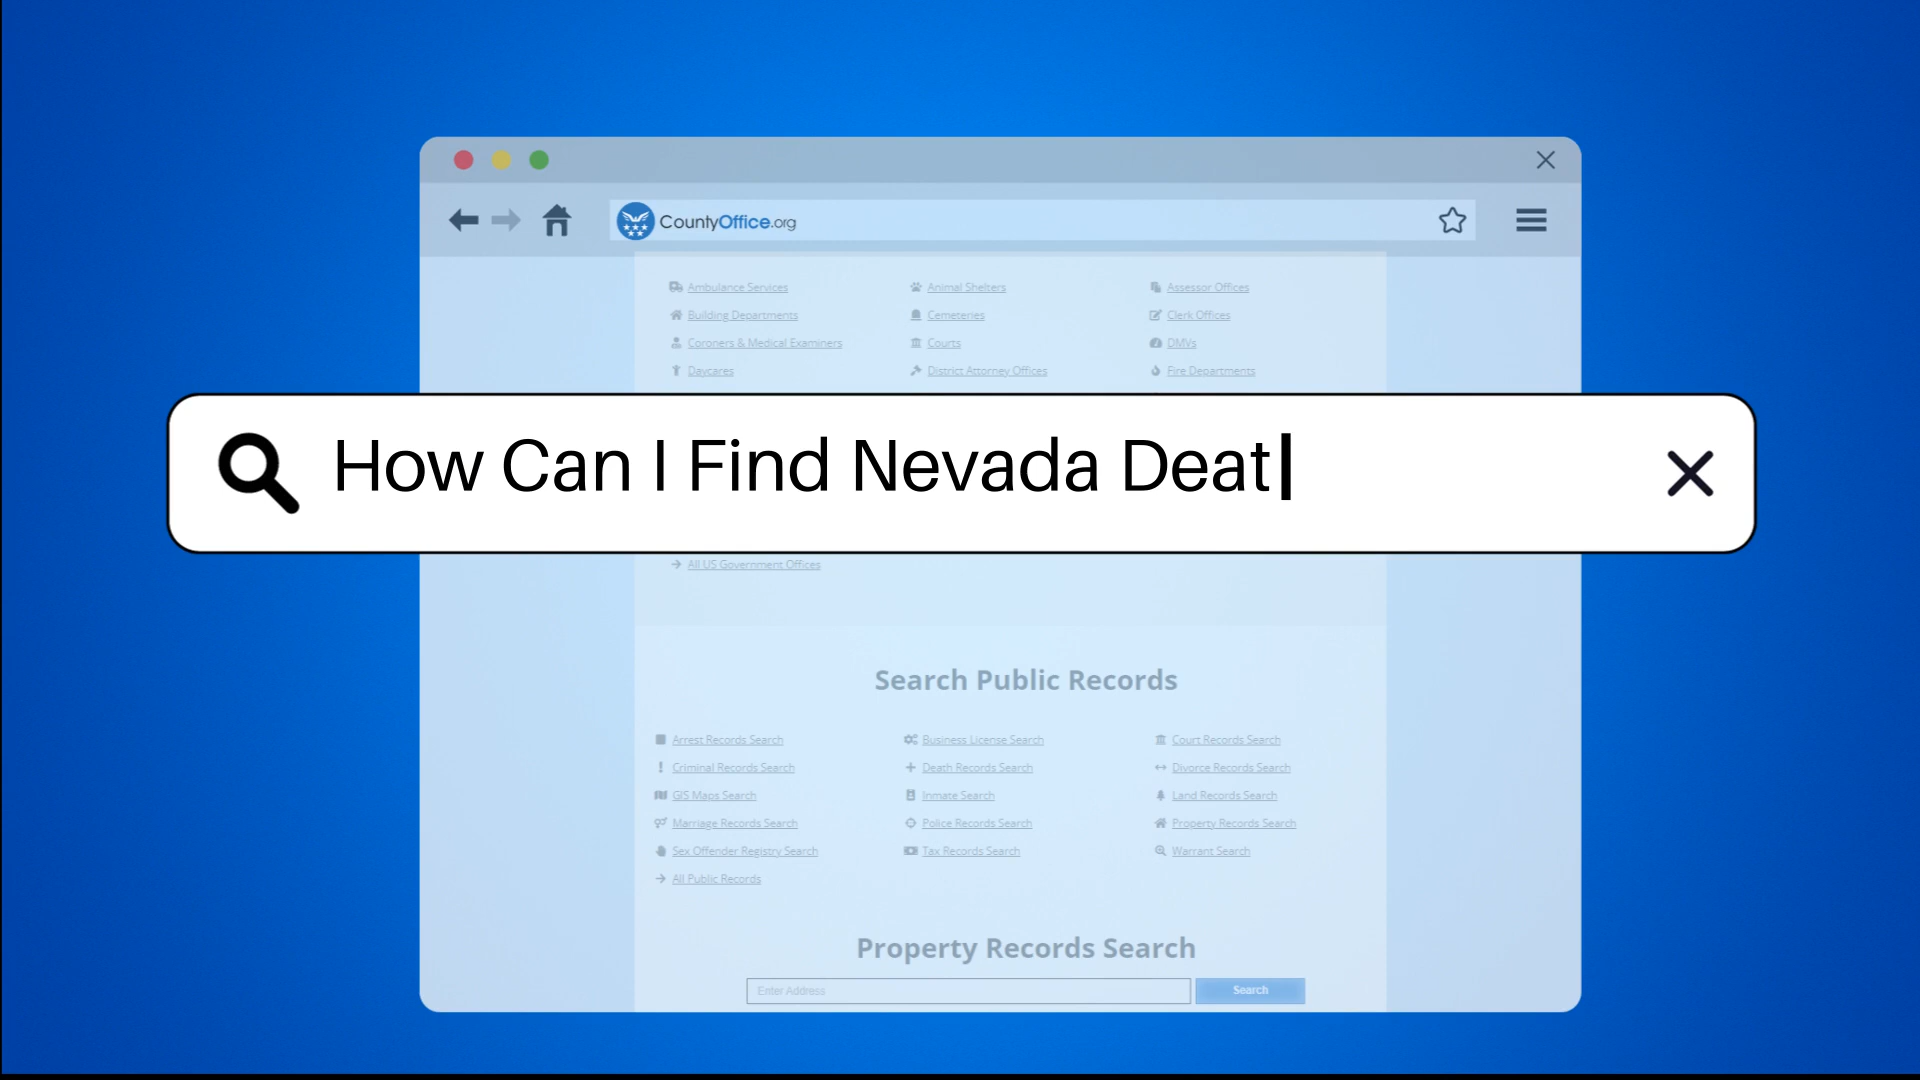 CountyOffice.org
Ambulance Services Animal Shelters Assessor Offices
Building Departments Cemeteries Clerk Offices
Coroners & Medical Examiners Courts DMVs
Daycares District Attorney Offices Fire Departments
How Can I Find Nevada Deat
All US Government Offices
Search Public Records
Arrest Records Search Business License Search Court Records Search
Criminal Records Search Death Records Search Divorce Records Search
GIS Maps Search Inmate Search Land Records Search
Marriage Records Search Police Records Search Property Records Search
Sex Offender Registry Search Tax Records Search Warrant Search
All Public Records
Property Records Search
Enter Address Search